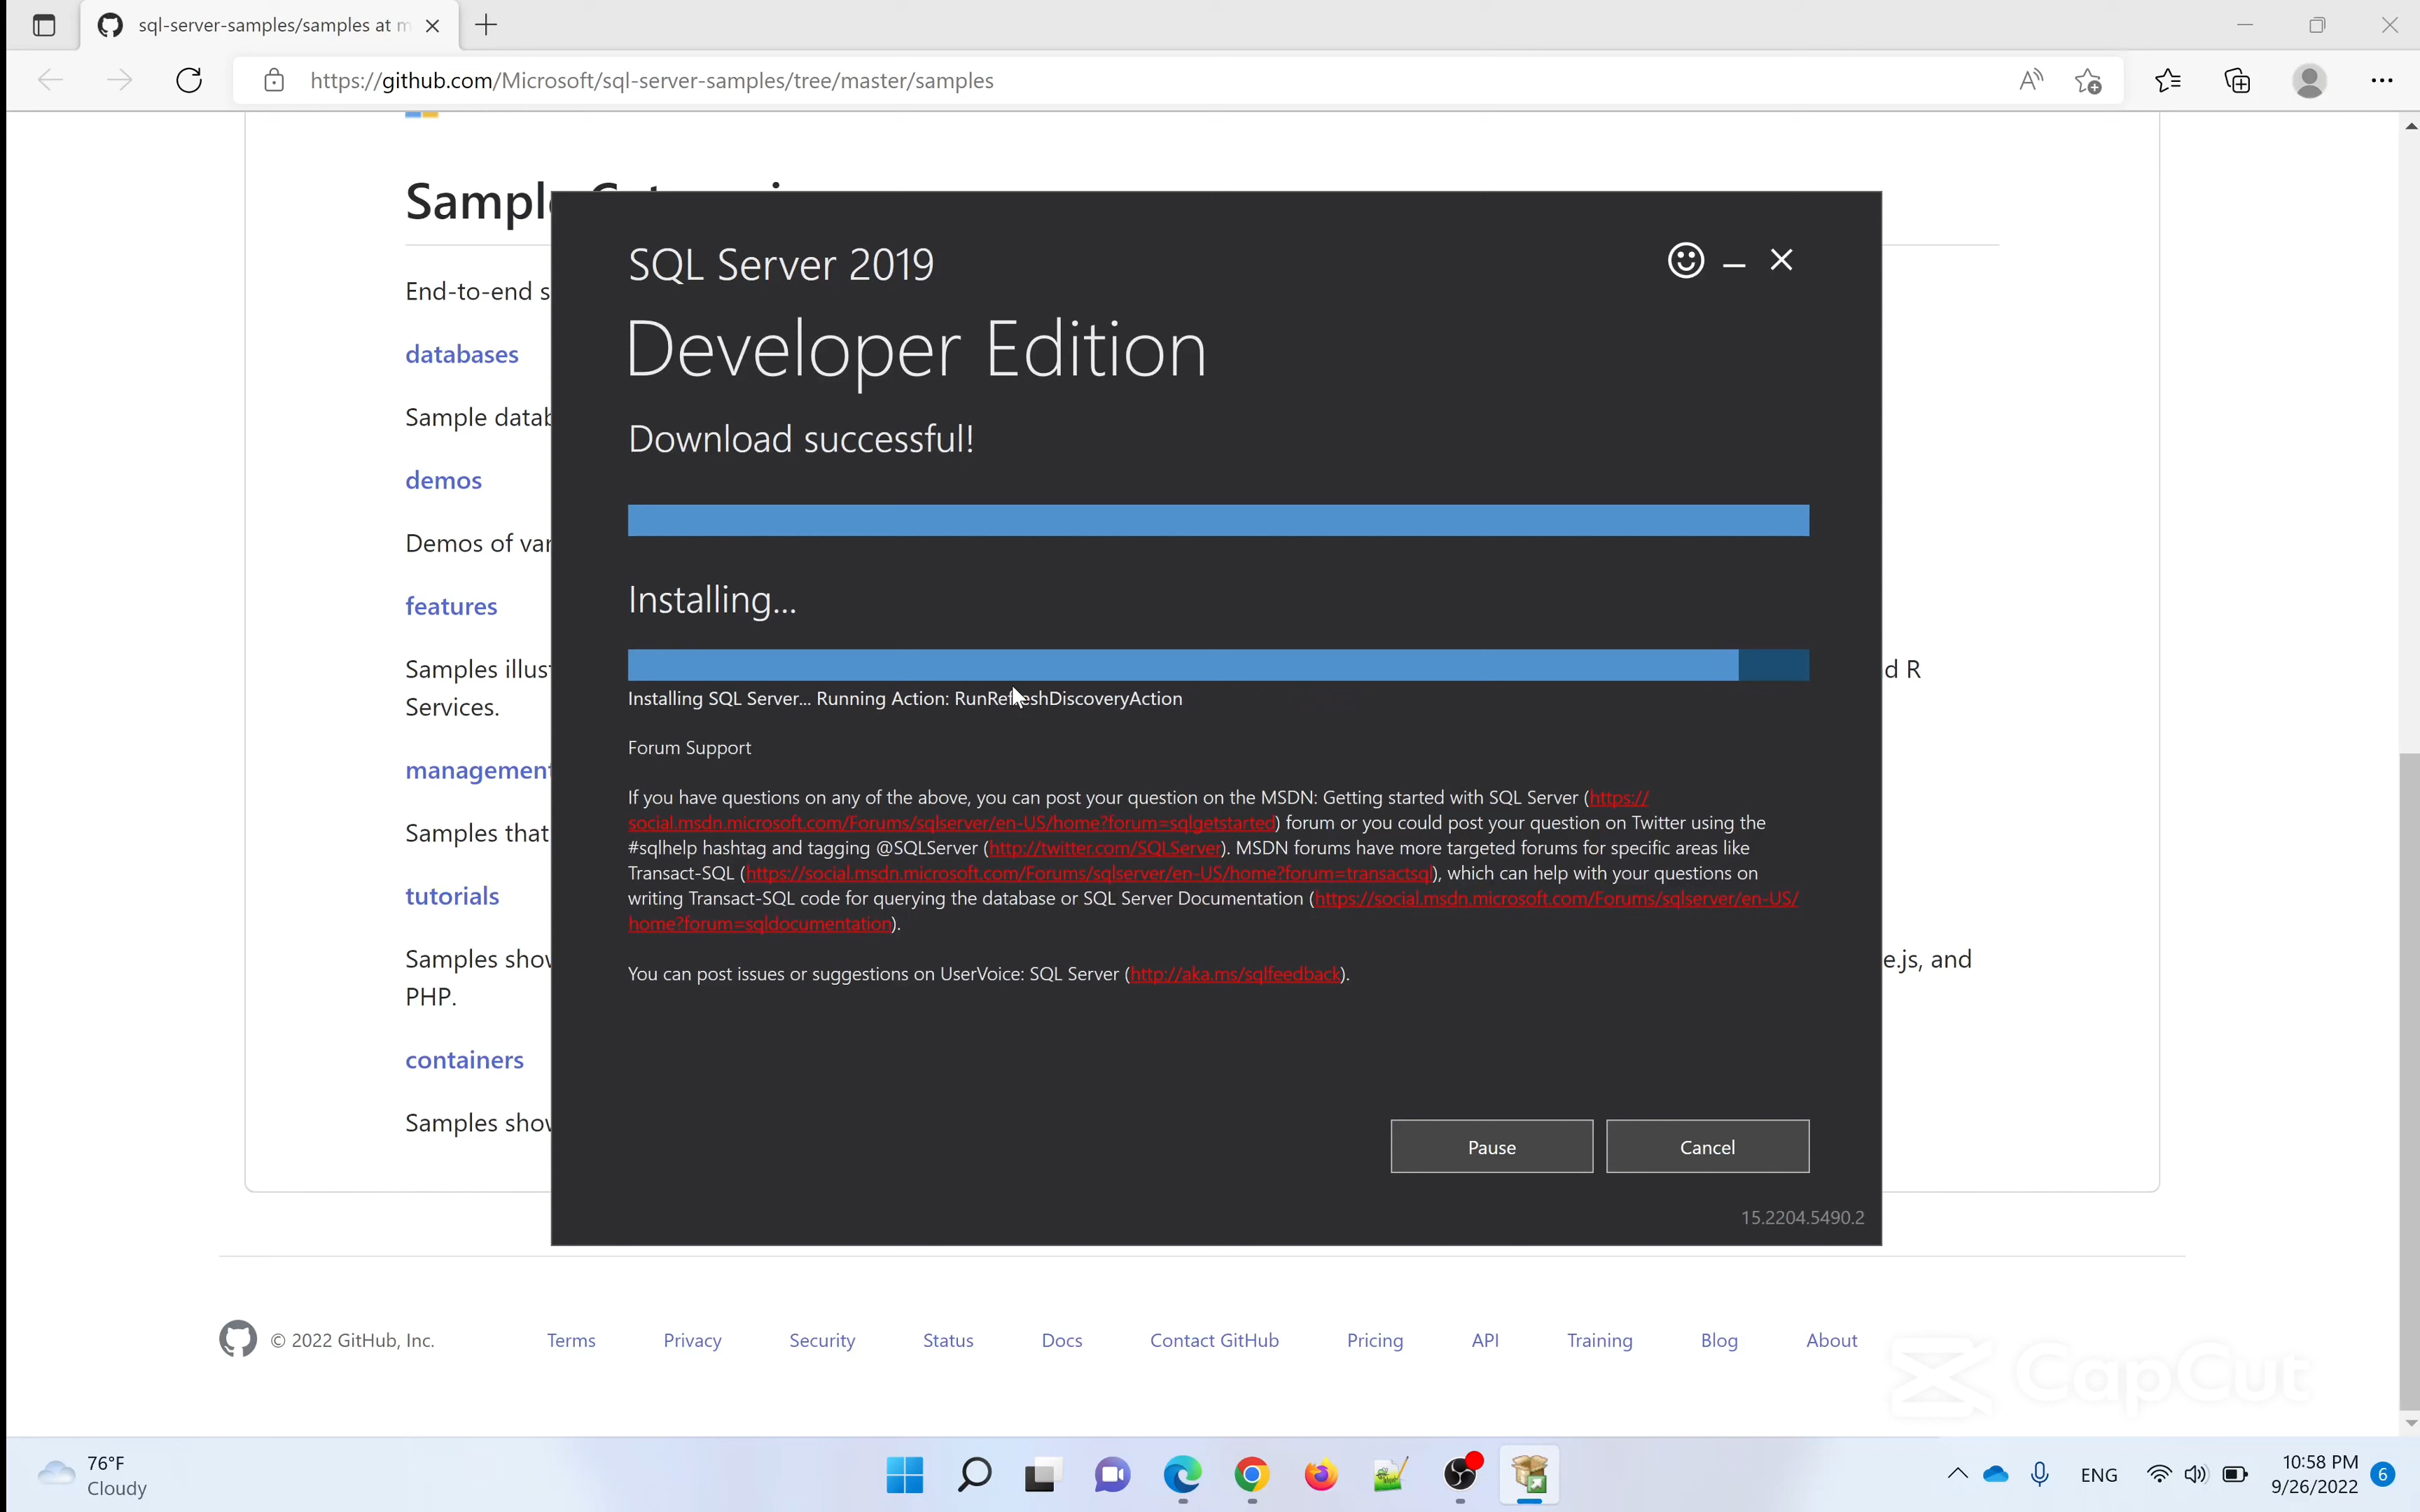 sql-server-samples/samples at m
https://github.com/Microsoft/sql-server-samples/tree/master/samples
End-to-end s
databases
Sample datab
demos
Demos of var
features
Samples illus
d R
Services.
management
Samples that
tutorials
Samples show
e.js, and
PHP.
containers
Samples show
SQL Server 2019
Developer Edition
Download successful!
Installing...
Installing SQL Server... Running Action: RunRefreshDiscoveryAction
Forum Support
If you have questions on any of the above, you can post your question on the MSDN: Getting started with SQL Server (https://
social.msdn.microsoft.com/Forums/sqlserver/en-US/home?forum=sqlgetstarted) forum or you could post your question on Twitter using the
#sqlhelp hashtag and tagging @SQLServer (http://twitter.com/SQLServer). MSDN forums have more targeted forums for specific areas like
Transact-SQL (https://social.msdn.microsoft.com/Forums/sqlserver/en-US/home?forum=transactsql), which can help with your questions on
writing Transact-SQL code for querying the database or SQL Server Documentation (https://social.msdn.microsoft.com/Forums/sqlserver/en-US/
home?forum=sqldocumentation).
You can post issues or suggestions on UserVoice: SQL Server (http://aka.ms/sqlfeedback).
Pause
Cancel
15.2204.5490.2
© 2022 GitHub, Inc.
Terms
Privacy
Security
Status
Docs
Contact GitHub
Pricing
API
Training
Blog
About
CapCut
76°F
Cloudy
ENG
10:58 PM
9/26/2022
6